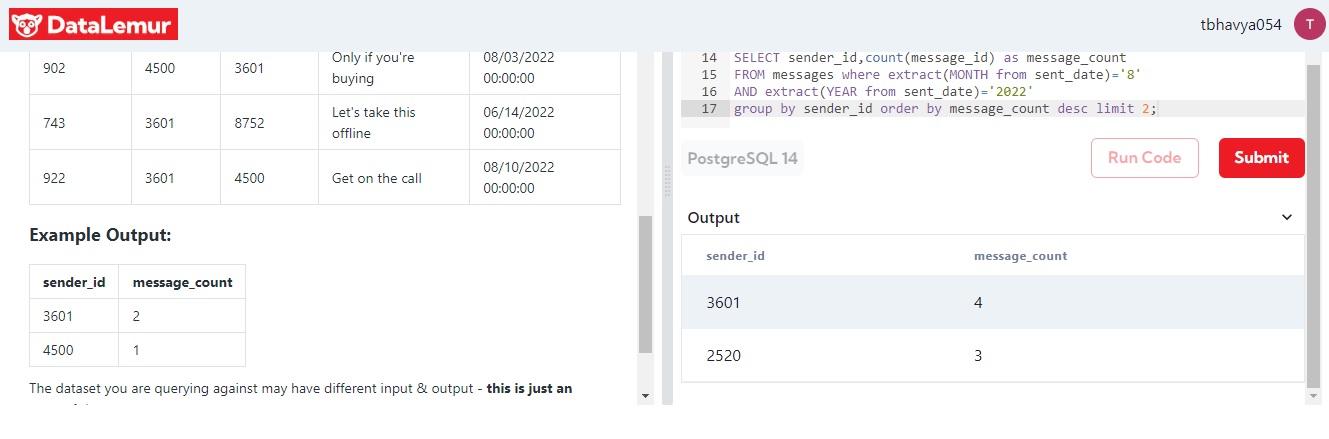 DataLemur
tbhavya054
T
902 4500 3601 Only if you're buying 08/03/2022 00:00:00
743 3601 8752 Let's take this offline 06/14/2022 00:00:00
922 3601 4500 Get on the call 08/10/2022 00:00:00
Example Output:
sender_id message_count
3601 2
4500 1
The dataset you are querying against may have different input & output - this is just an
14 SELECT sender_id,count(message_id) as message_count
15 FROM messages where extract(MONTH from sent_date)='8'
16 AND extract(YEAR from sent_date)='2022'
17 group by sender_id order by message_count desc limit 2;
PostgreSQL 14
Run Code
Submit
Output
sender_id message_count
3601 4
2520 3